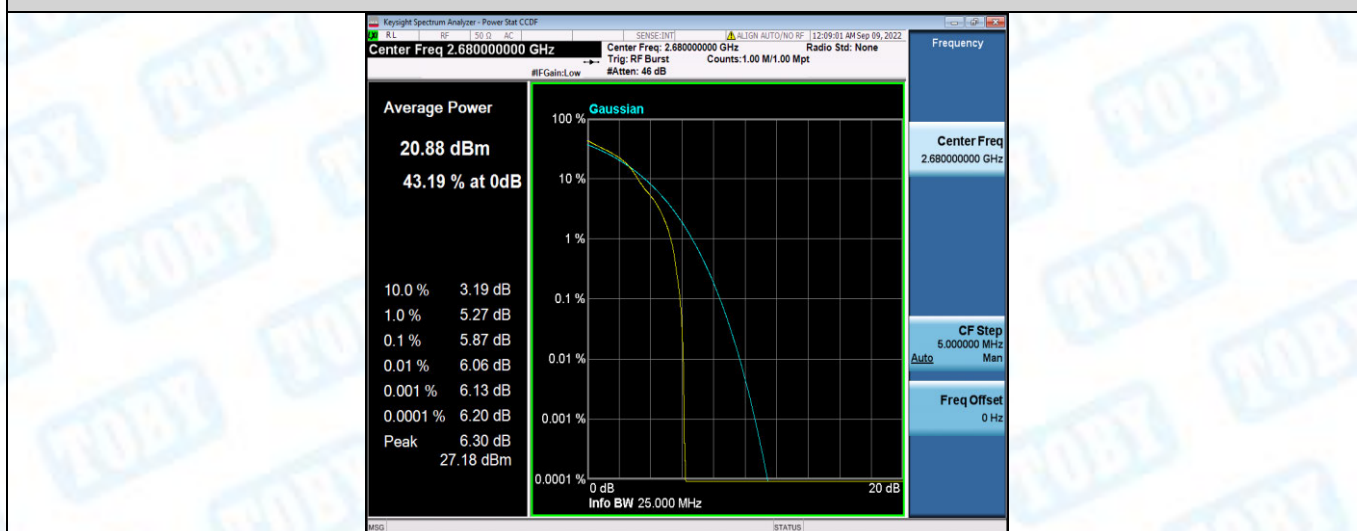 Keysight Spectrum Analyzer - Power Stat CCDF
RL RF 50 Ω AC SENSE:INT ALIGN AUTO/NO RF 12:09:01 AM Sep 09, 2022
Center Freq 2.680000000 GHz
Center Freq: 2.680000000 GHz Radio Std: None
Trig: RF Burst Counts:1.00 M/1.00 Mpt
#IFGain:Low #Atten: 46 dB
Frequency
Average Power
20.88 dBm
43.19 % at 0dB
10.0 % 3.19 dB
1.0 % 5.27 dB
0.1 % 5.87 dB
0.01 % 6.06 dB
0.001 % 6.13 dB
0.0001 % 6.20 dB
Peak 6.30 dB
27.18 dBm
Gaussian
100 %
10 %
1 %
0.1 %
0.01 %
0.001 %
0.0001 %
0 dB 20 dB
Info BW 25.000 MHz
Center Freq
2.680000000 GHz
CF Step
5.000000 MHz
Auto Man
Freq Offset
0 Hz
MSG STATUS
TOBY
TOBY
TOBY
TOBY
TOBY
TOBY